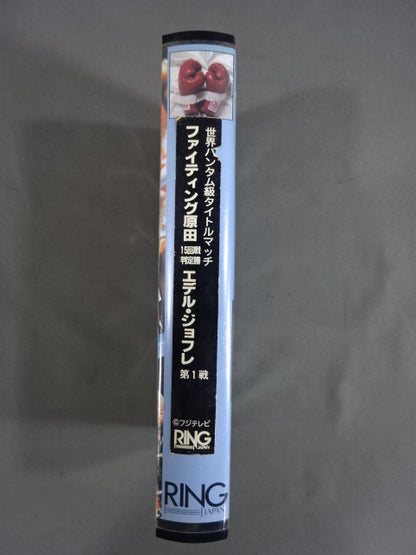 世界バンタム級タイトルマッチ
ファイティング原田 15回戦 判定勝 エデル・ジョフレ
第1戦
©フジテレビ
RING
JAPAN
RING
JAPAN